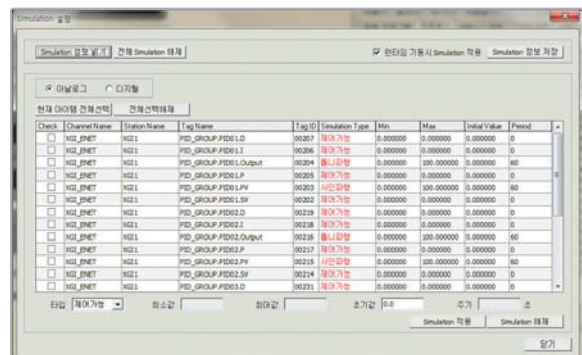 Simulation 설정
Simulation 정보 읽기 전체 Simulation 해제 런타임 기동시 Simulation 적용 Simulation 정보 저장
아날로그 디지털
현재 아이템 전체선택 전체선택해제
Check Channel Name Station Name Tag Name Tag ID Simulation Type Min Max Initial Value Period
XGI_ENET XGI1 PID_GROUP.PID01.D 00207 제어가능 0.000000 0.000000 0.000000 0
XGI_ENET XGI1 PID_GROUP.PID01.I 00206 제어가능 0.000000 0.000000 0.000000 0
XGI_ENET XGI1 PID_GROUP.PID01.Output 00204 톱니파형 0.000000 100.000000 0.000000 60
XGI_ENET XGI1 PID_GROUP.PID01.P 00205 제어가능 0.000000 0.000000 0.000000 0
XGI_ENET XGI1 PID_GROUP.PID01.PV 00203 사인파형 0.000000 100.000000 0.000000 60
XGI_ENET XGI1 PID_GROUP.PID01.SV 00202 제어가능 0.000000 0.000000 0.000000 0
XGI_ENET XGI1 PID_GROUP.PID02.D 00219 제어가능 0.000000 0.000000 0.000000 0
XGI_ENET XGI1 PID_GROUP.PID02.I 00218 제어가능 0.000000 0.000000 0.000000 0
XGI_ENET XGI1 PID_GROUP.PID02.Output 00216 톱니파형 0.000000 100.000000 0.000000 60
XGI_ENET XGI1 PID_GROUP.PID02.P 00217 제어가능 0.000000 0.000000 0.000000 0
XGI_ENET XGI1 PID_GROUP.PID02.PV 00215 사인파형 0.000000 100.000000 0.000000 60
XGI_ENET XGI1 PID_GROUP.PID02.SV 00214 제어가능 0.000000 0.000000 0.000000 0
XGI_ENET XGI1 PID_GROUP.PID03.D 00231 제어가능 0.000000 0.000000 0.000000 0
타입 제어가능 최소값 최대값 초기값 0.0 주기 초
Simulation 적용 Simulation 해제
닫기